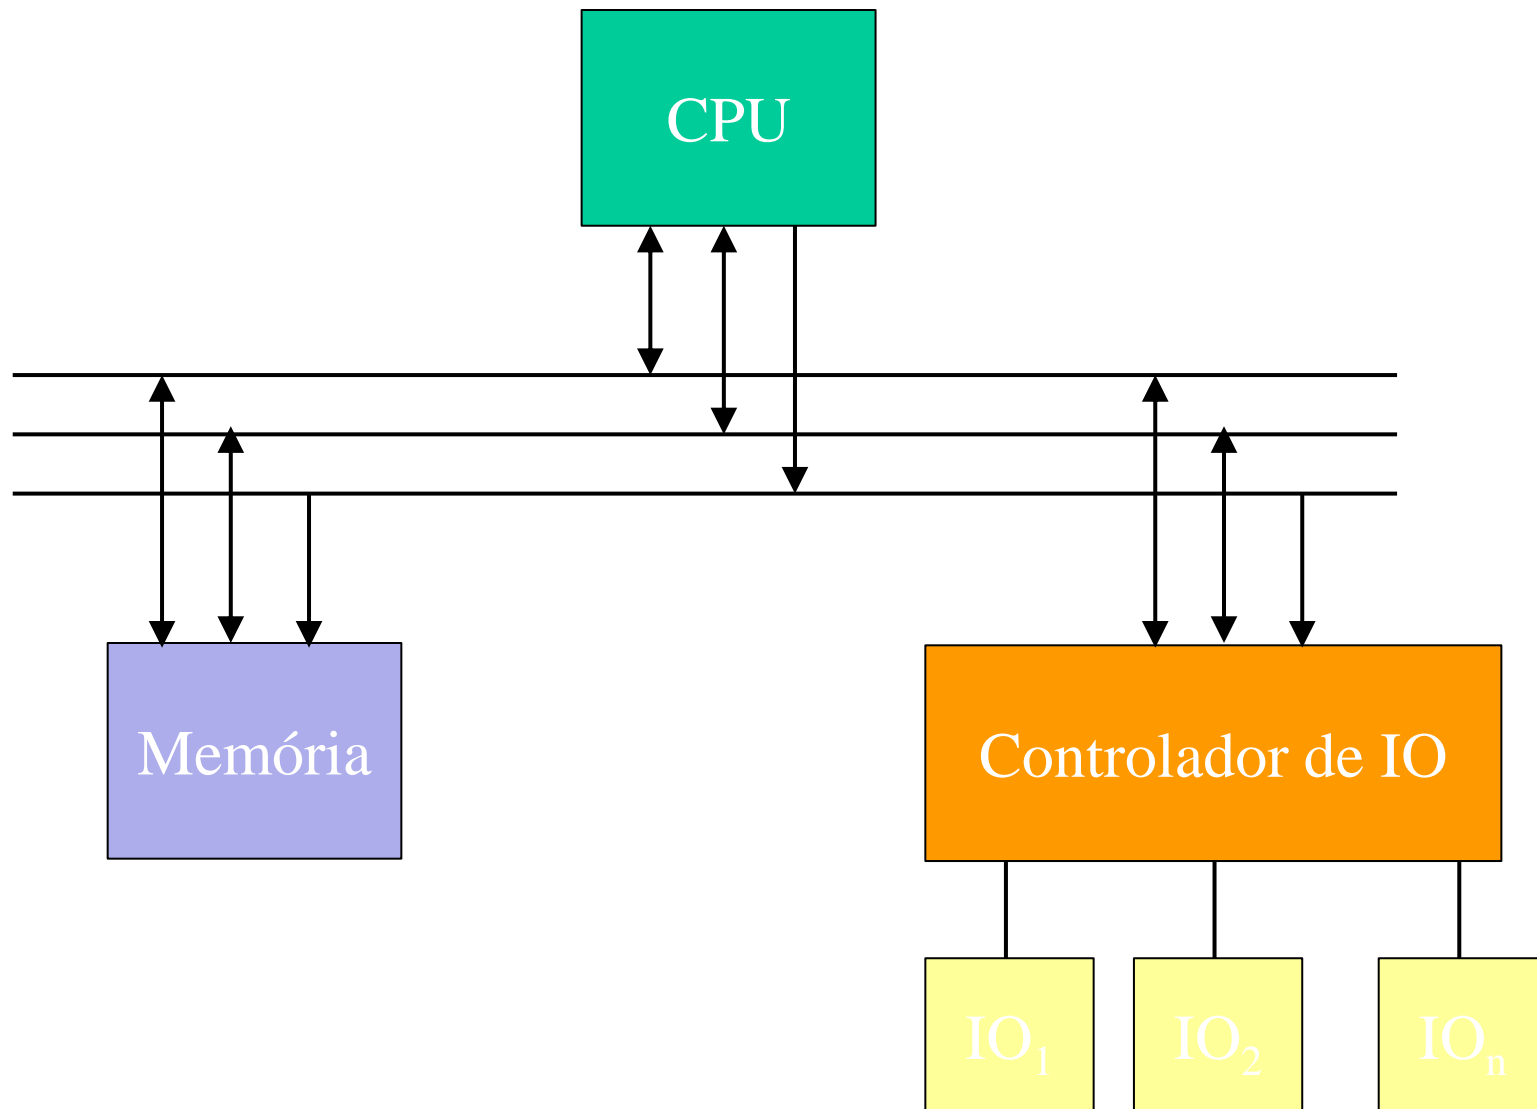 CPU
Memória
Controlador de IO
IO₁ IO₂ IOₙ